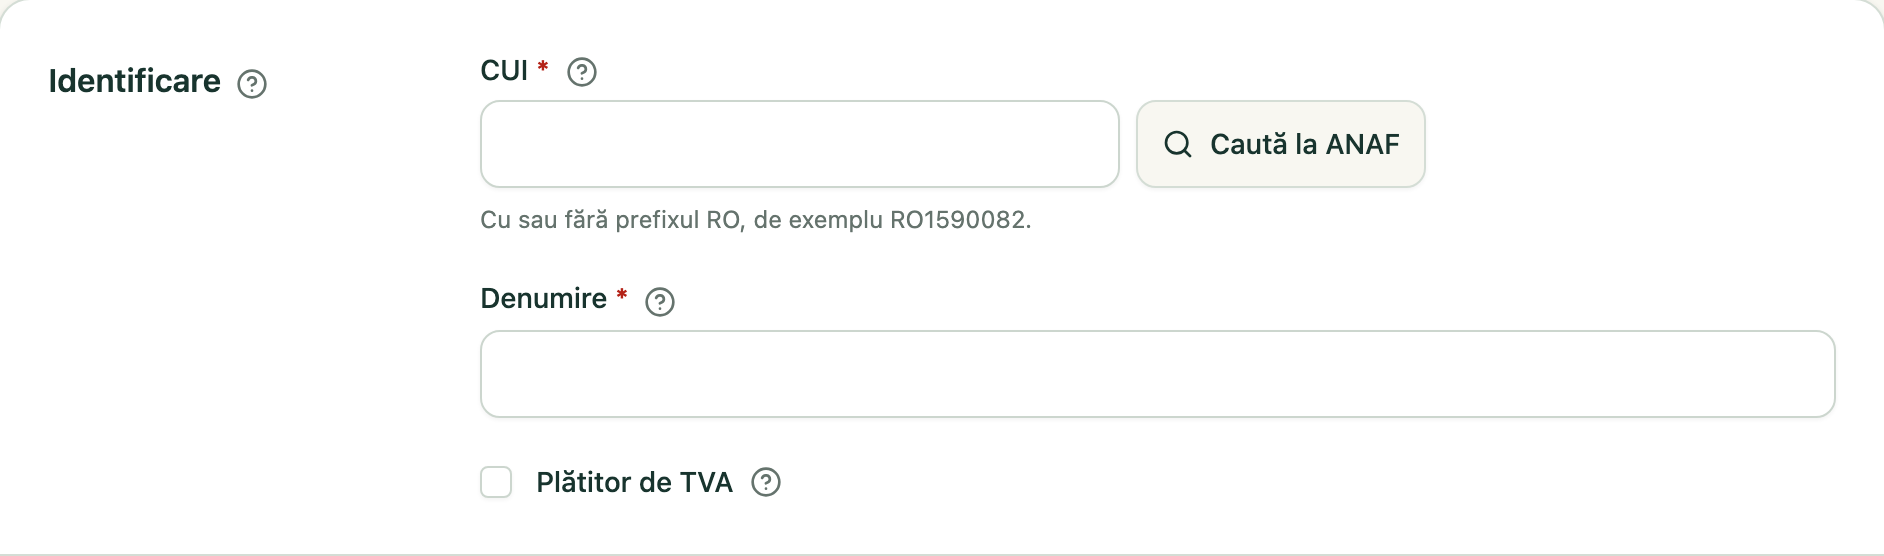 Identificare
CUI *
Caută la ANAF
Cu sau fără prefixul RO, de exemplu RO1590082.
Denumire *
Plătitor de TVA